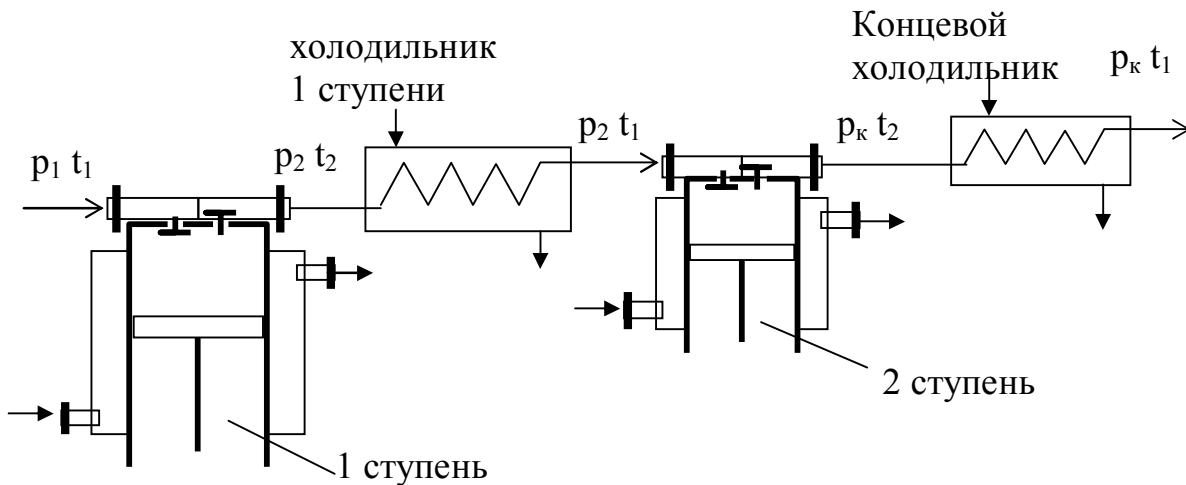 холодильник
1 ступени
Концевой
холодильник
p₁ t₁
p₂ t₂
p₂ t₁
pк t₂
pк t₁
2 ступень
1 ступень